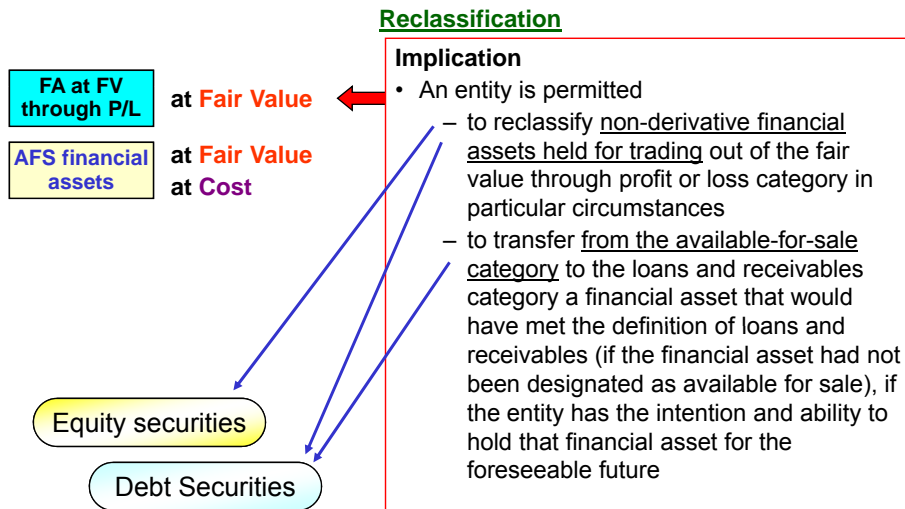 Reclassification
FA at FV
through P/L
at Fair Value
AFS financial
assets
at Fair Value
at Cost
Implication
• An entity is permitted
– to reclassify non-derivative financial
assets held for trading out of the fair
value through profit or loss category in
particular circumstances
– to transfer from the available-for-sale
category to the loans and receivables
category a financial asset that would
have met the definition of loans and
receivables (if the financial asset had not
been designated as available for sale), if
the entity has the intention and ability to
hold that financial asset for the
foreseeable future
Equity securities
Debt Securities